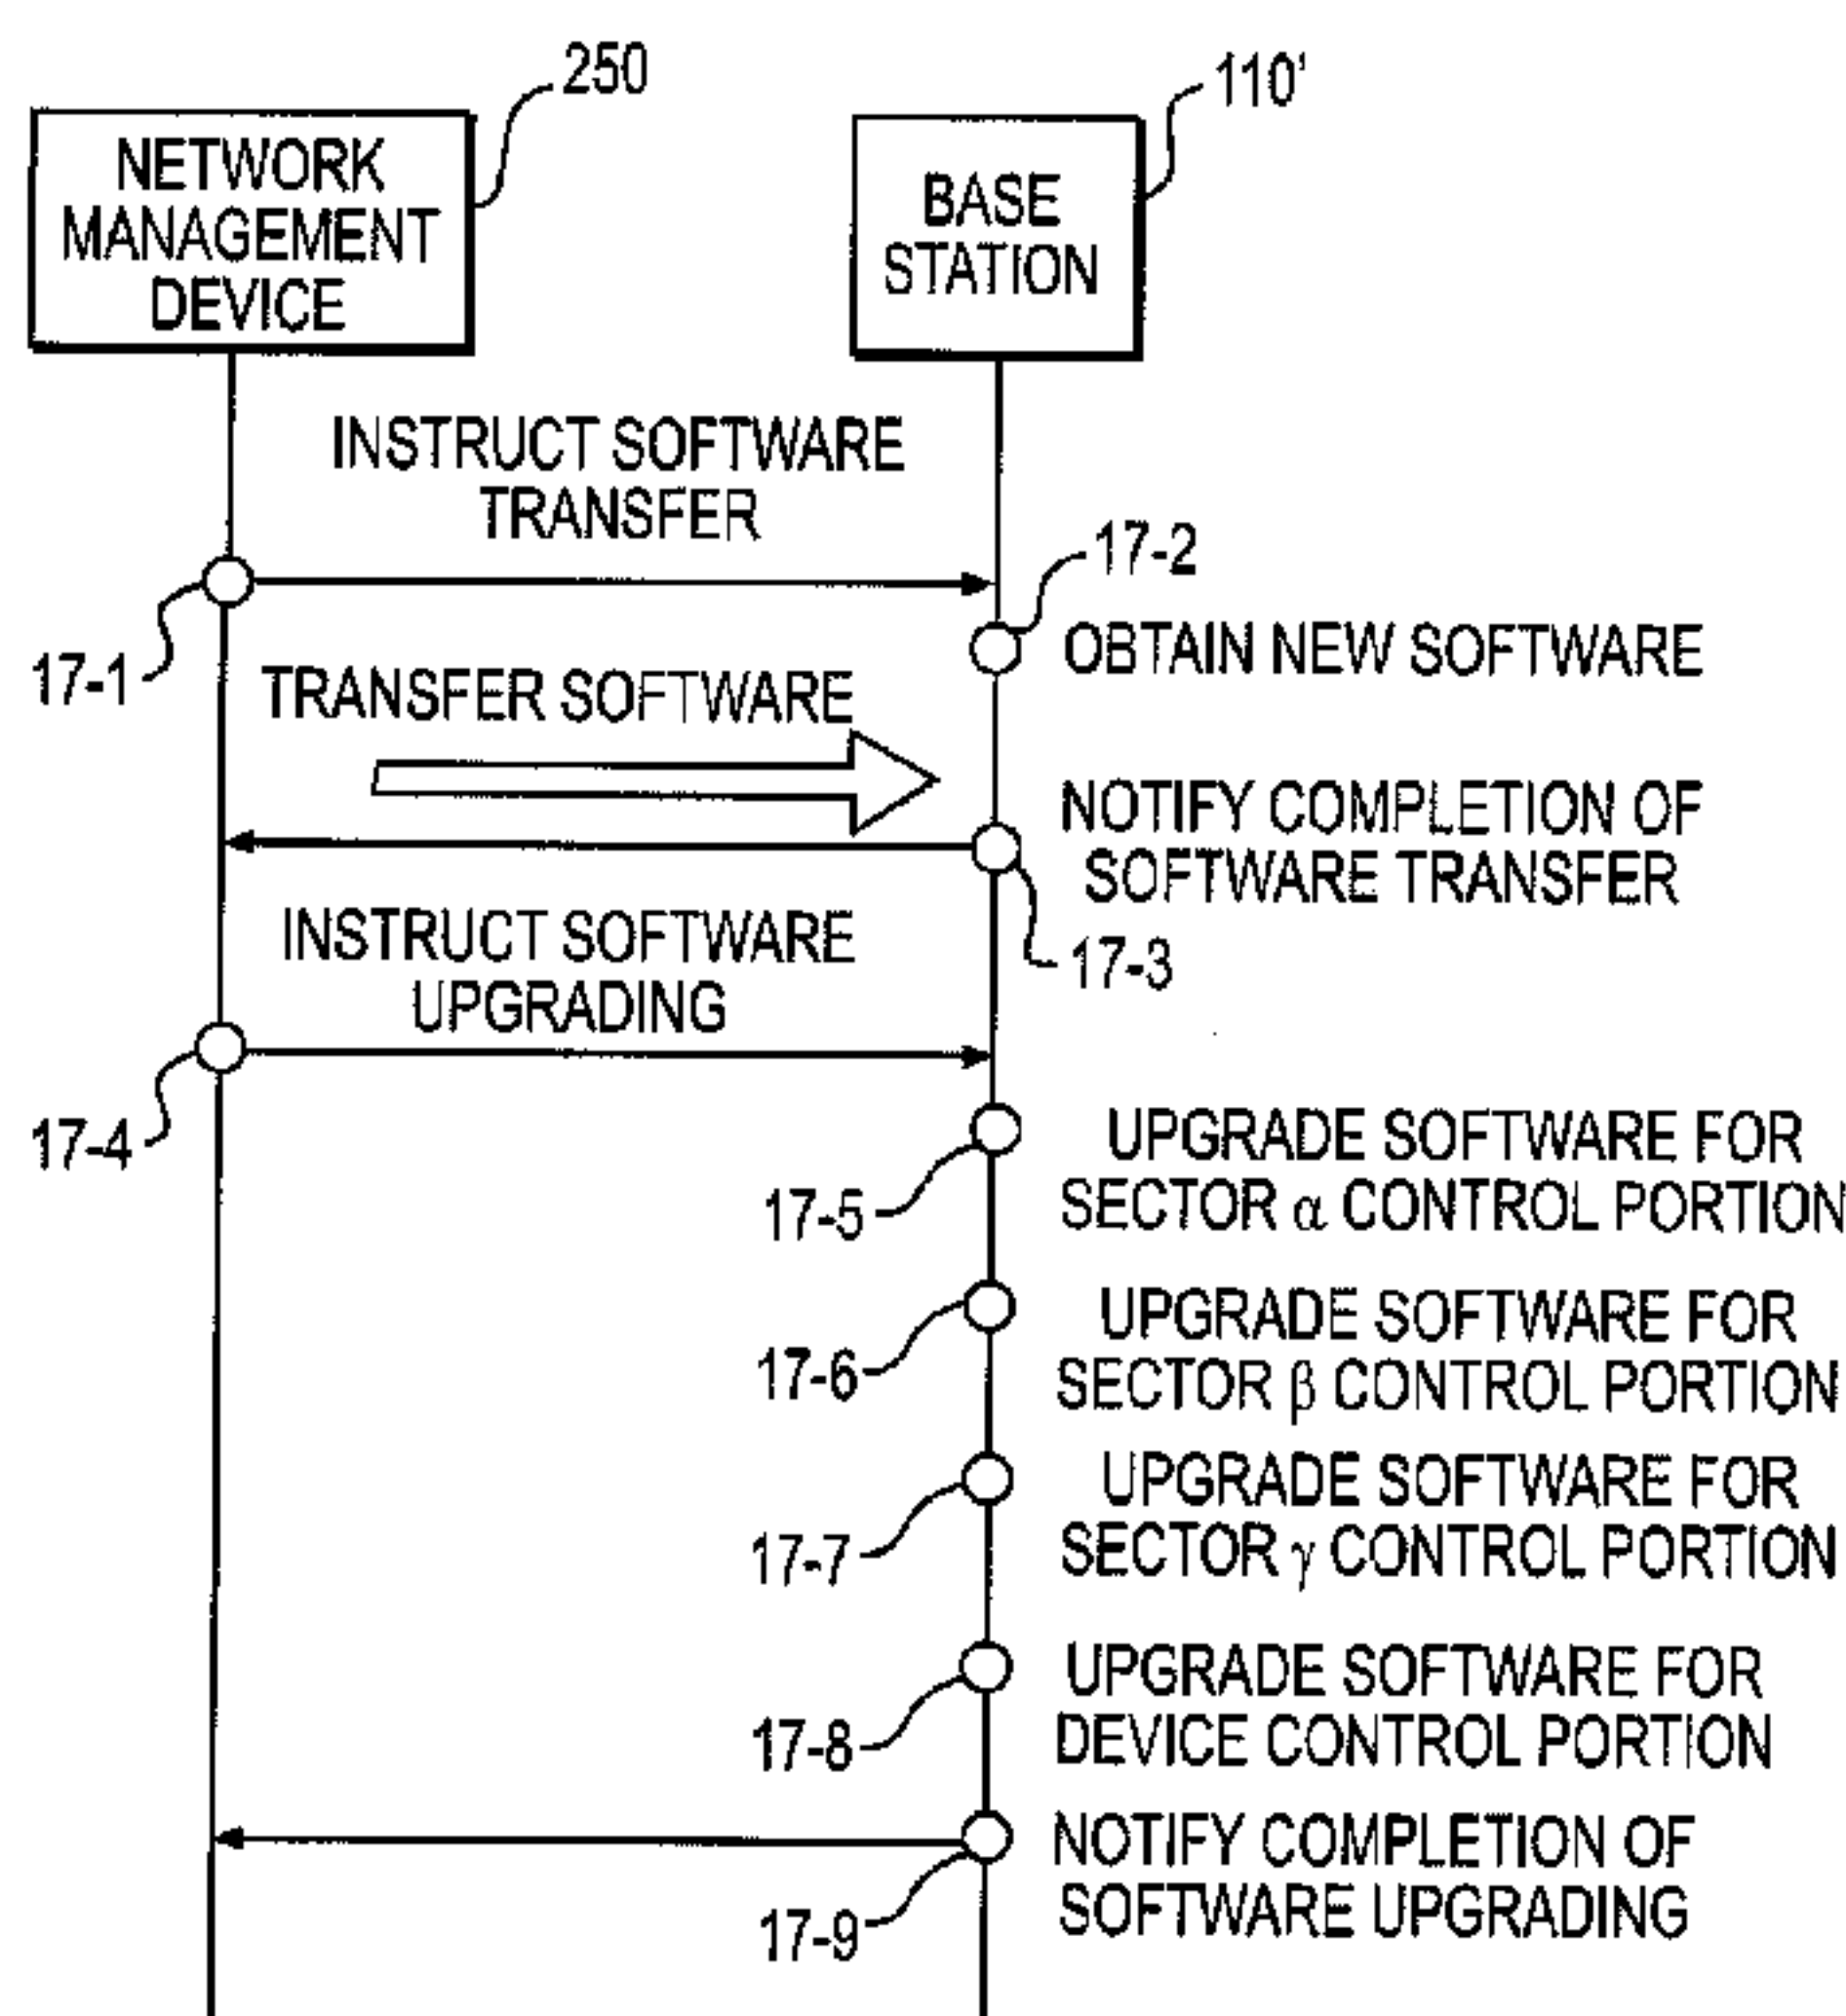 250
110'
NETWORK
MANAGEMENT
DEVICE
BASE
STATION
INSTRUCT SOFTWARE
TRANSFER
17-1
17-2
OBTAIN NEW SOFTWARE
TRANSFER SOFTWARE
NOTIFY COMPLETION OF
SOFTWARE TRANSFER
17-3
INSTRUCT SOFTWARE
UPGRADING
17-4
UPGRADE SOFTWARE FOR
SECTOR α CONTROL PORTION
17-5
UPGRADE SOFTWARE FOR
SECTOR β CONTROL PORTION
17-6
UPGRADE SOFTWARE FOR
SECTOR γ CONTROL PORTION
17-7
UPGRADE SOFTWARE FOR
DEVICE CONTROL PORTION
17-8
NOTIFY COMPLETION OF
SOFTWARE UPGRADING
17-9